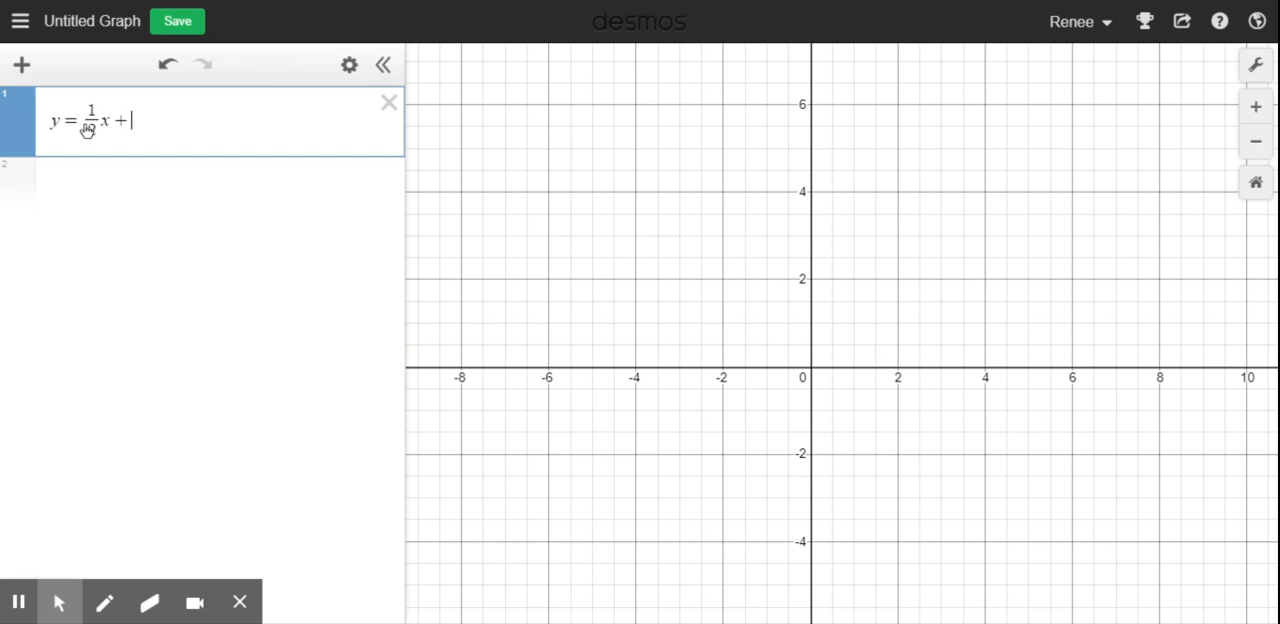 Untitled Graph Save desmos Renee
1
y = 1/2 x +
2
6
4
2
-8 -6 -4 -2 0 2 4 6 8 10
-2
-4